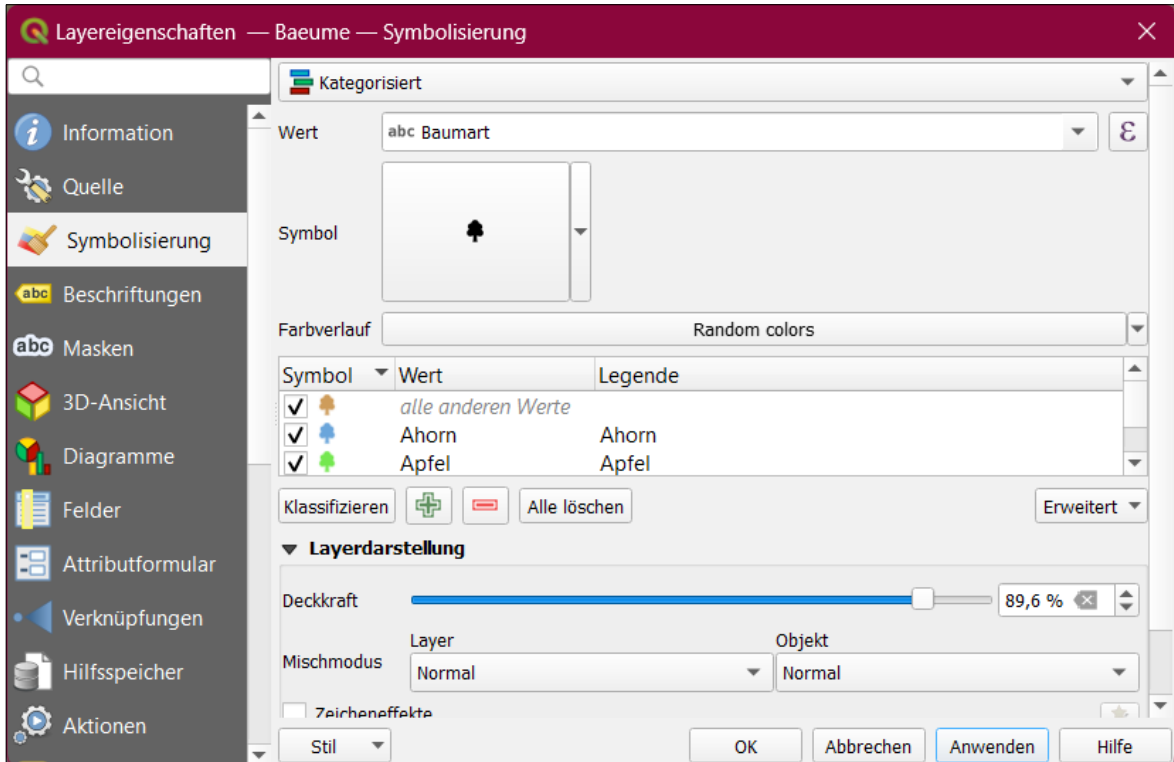 Layereigenschaften — Baeume — Symbolisierung
Information
Quelle
Symbolisierung
abc Beschriftungen
abc Masken
3D-Ansicht
Diagramme
Felder
Attributformular
Verknüpfungen
Hilfsspeicher
Aktionen
Kategorisiert
Wert abc Baumart ε
Symbol
Farbverlauf Random colors
Symbol Wert Legende
alle anderen Werte
Ahorn Ahorn
Apfel Apfel
Klassifizieren Alle löschen Erweitert
Layerdarstellung
Deckkraft 89,6 %
Layer Objekt
Mischmodus Normal Normal
Zeicheneffekte
Stil OK Abbrechen Anwenden Hilfe